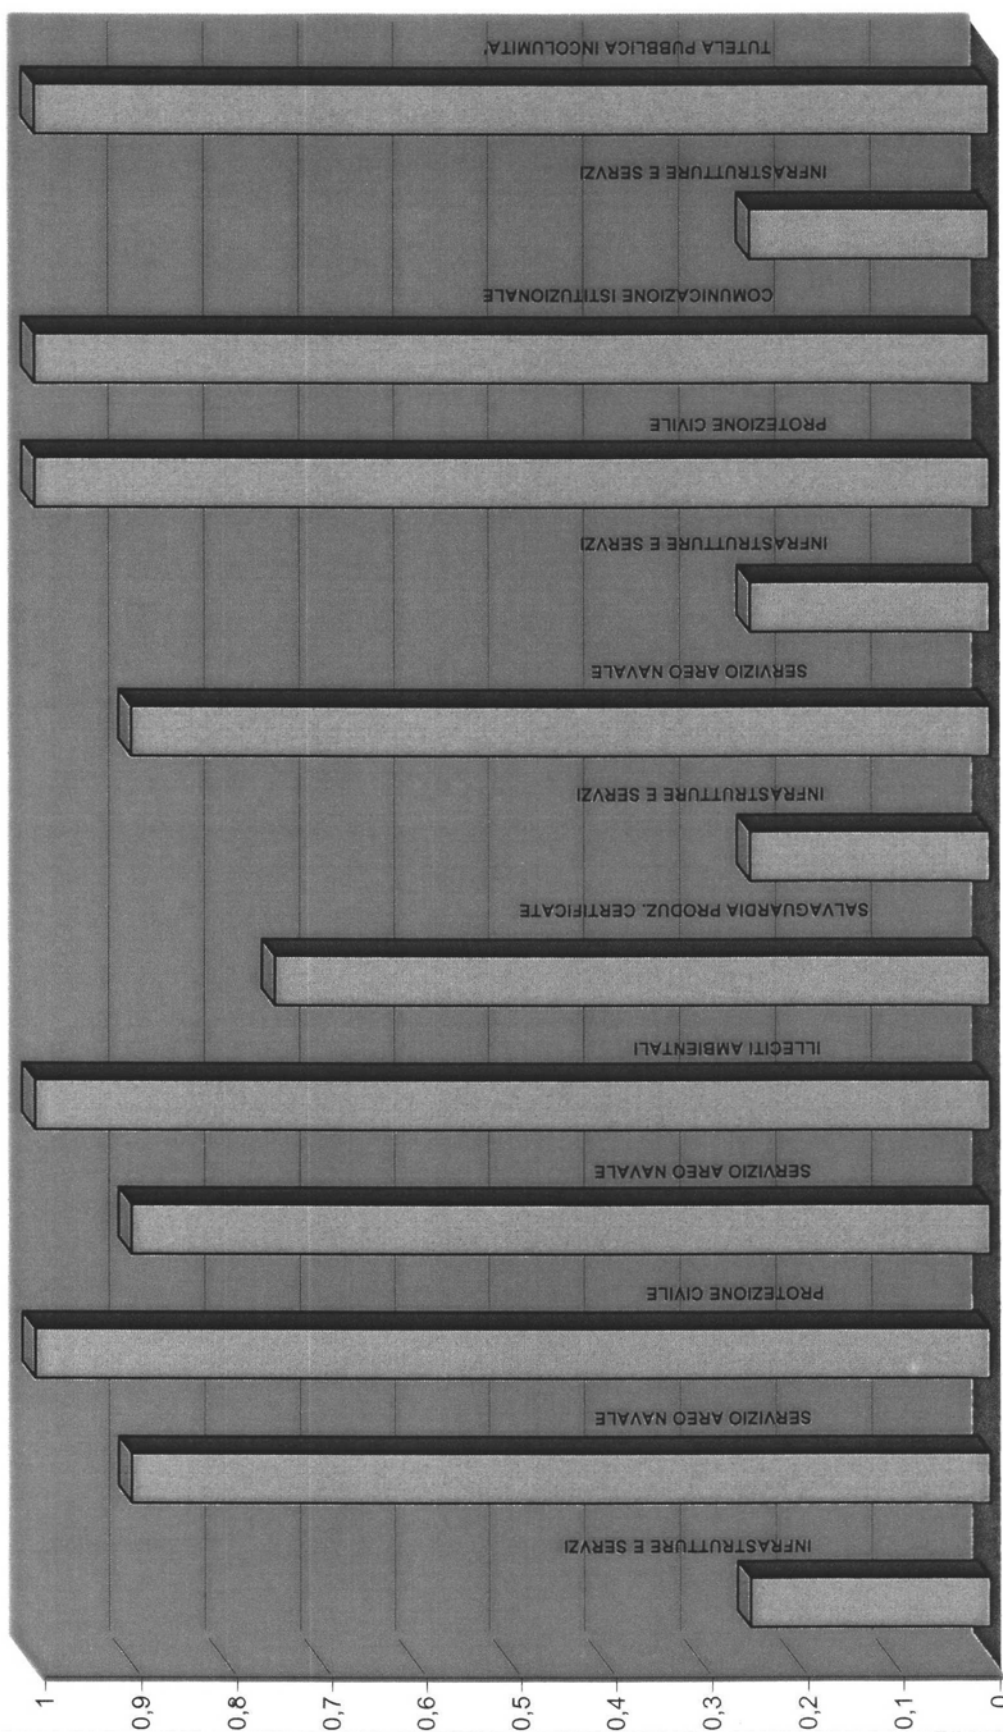 TUTELA PUBBLICA INCOLUMITA'
INFRASTRUTTURE E SERVZI
COMUNICAZIONE ISTITUZIONALE
PROTEZIONE CIVILE
INFRASTRUTTURE E SERVZI
SERVIZIO AREO NAVALE
INFRASTRUTTURE E SERVZI
SALVAGUARDIA PRODUZ. CERTIFICATE
ILLECITI AMBIENTALI
SERVIZIO AREO NAVALE
PROTEZIONE CIVILE
SERVIZIO AREO NAVALE
INFRASTRUTTURE E SERVZI
1
0,9
0,8
0,7
0,6
0,5
0,4
0,3
0,2
0,1
0